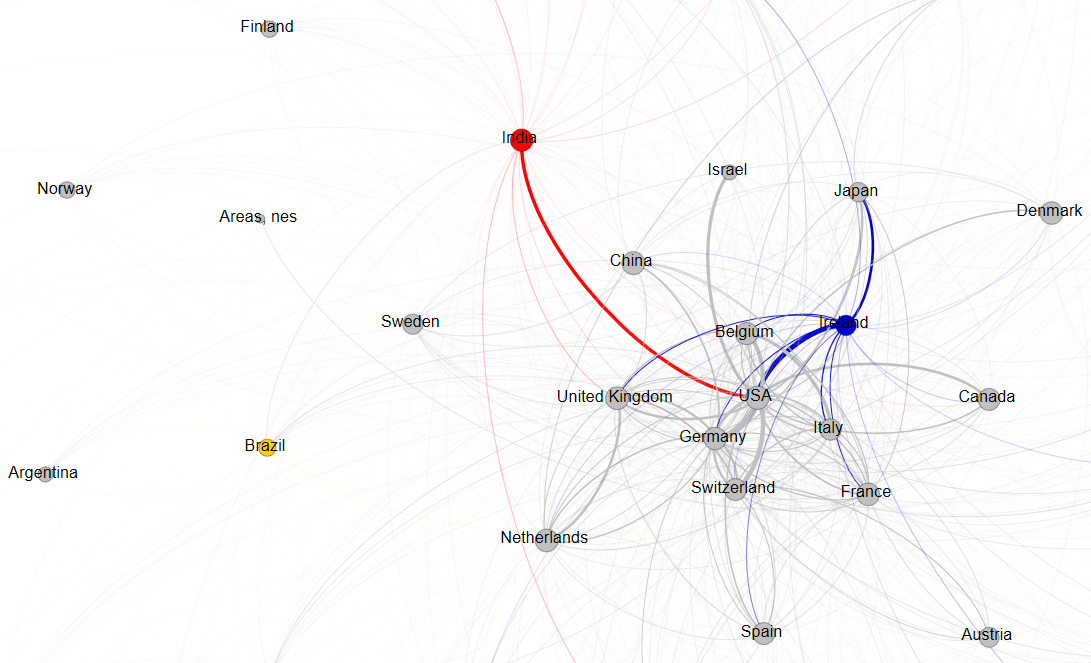 Finland
India
Israel
Norway
Japan
Areas, nes
Denmark
China
Sweden
Ireland
Belgium
United Kingdom
USA
Canada
Italy
Germany
Brazil
Argentina
Switzerland
France
Netherlands
Spain
Austria